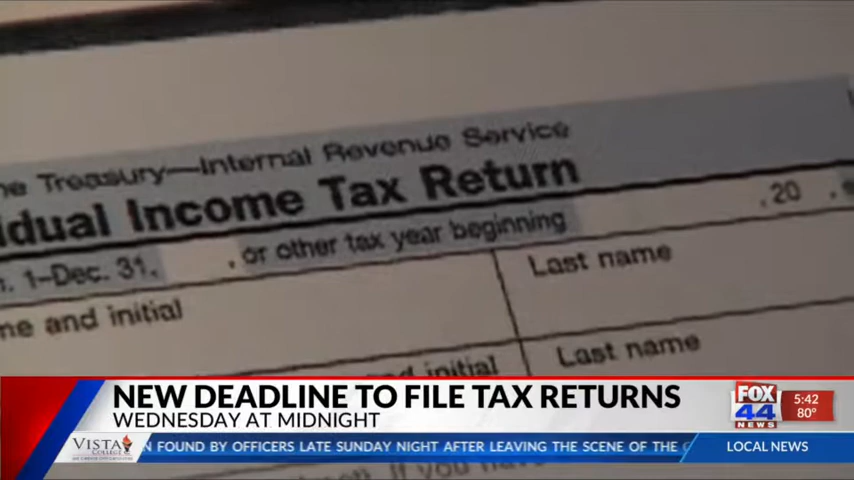 ne Treasury—Internal Revenue Service
idual Income Tax Return
. 1–Dec. 31, , or other tax year beginning , 20 , e
me and initial Last name
initial Last name
NEW DEADLINE TO FILE TAX RETURNS
WEDNESDAY AT MIDNIGHT
FOX
44
NEWS
5:42
80°
VISTA
COLLEGE
N FOUND BY OFFICERS LATE SUNDAY NIGHT AFTER LEAVING THE SCENE OF THE
LOCAL NEWS